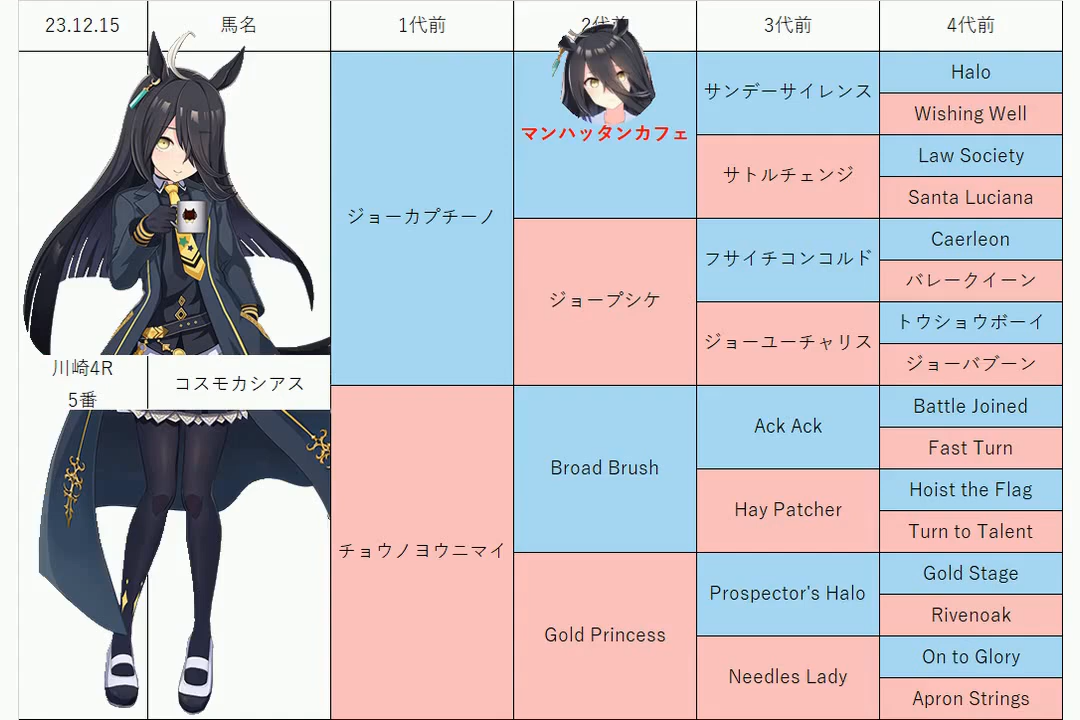 23.12.15
馬名
1代前
2代前
3代前
4代前
川崎4R
5番
コスモカシアス
ジョーカプチーノ
チョウノヨウニマイ
マンハッタンカフェ
ジョープシケ
Broad Brush
Gold Princess
サンデーサイレンス
サトルチェンジ
フサイチコンコルド
ジョーユーチャリス
Ack Ack
Hay Patcher
Prospector's Halo
Needles Lady
Halo
Wishing Well
Law Society
Santa Luciana
Caerleon
バレークイーン
トウショウボーイ
ジョーバブーン
Battle Joined
Fast Turn
Hoist the Flag
Turn to Talent
Gold Stage
Rivenoak
On to Glory
Apron Strings